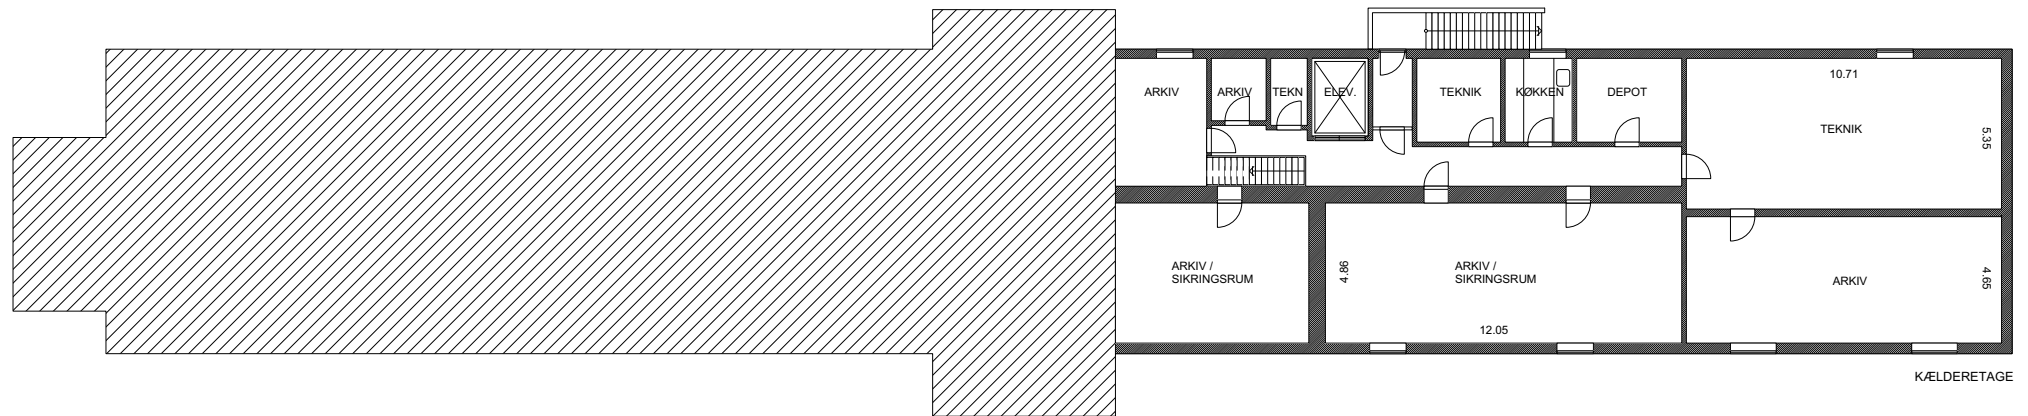 ARKIV
ARKIV
TEKN
ELEV.
TEKNIK
KØKKEN
DEPOT
10.71
TEKNIK
5.35
ARKIV /
SIKRINGSRUM
4.86
ARKIV /
SIKRINGSRUM
12.05
ARKIV
4.65
KÆLDERETAGE